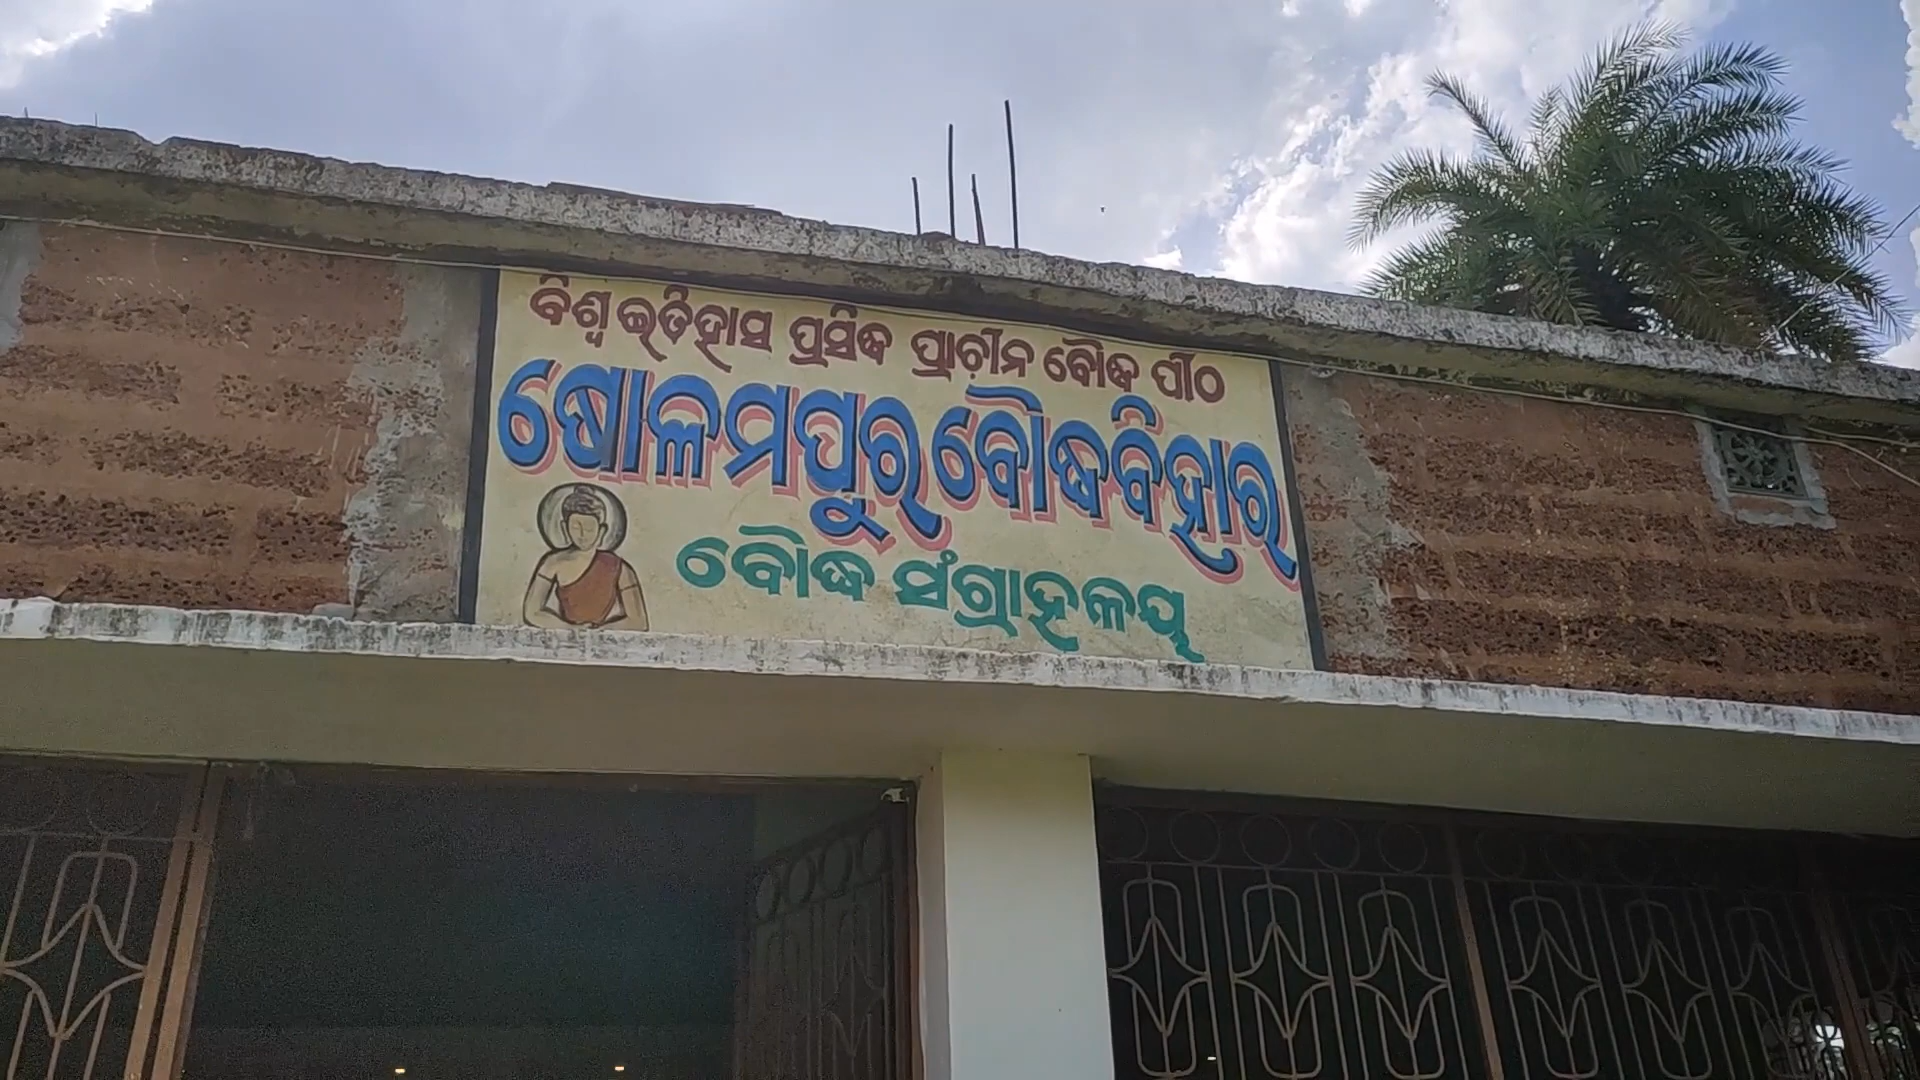 ବିଶ୍ୱ ଇତିହାସ ପ୍ରସିଦ୍ଧ ପ୍ରାଚୀନ ବୌଦ୍ଧ ପୀଠ
ଷୋଳମପୁର ବୌଦ୍ଧବିହାର
ବୌଦ୍ଧ ସଂଗ୍ରାହଳୟ